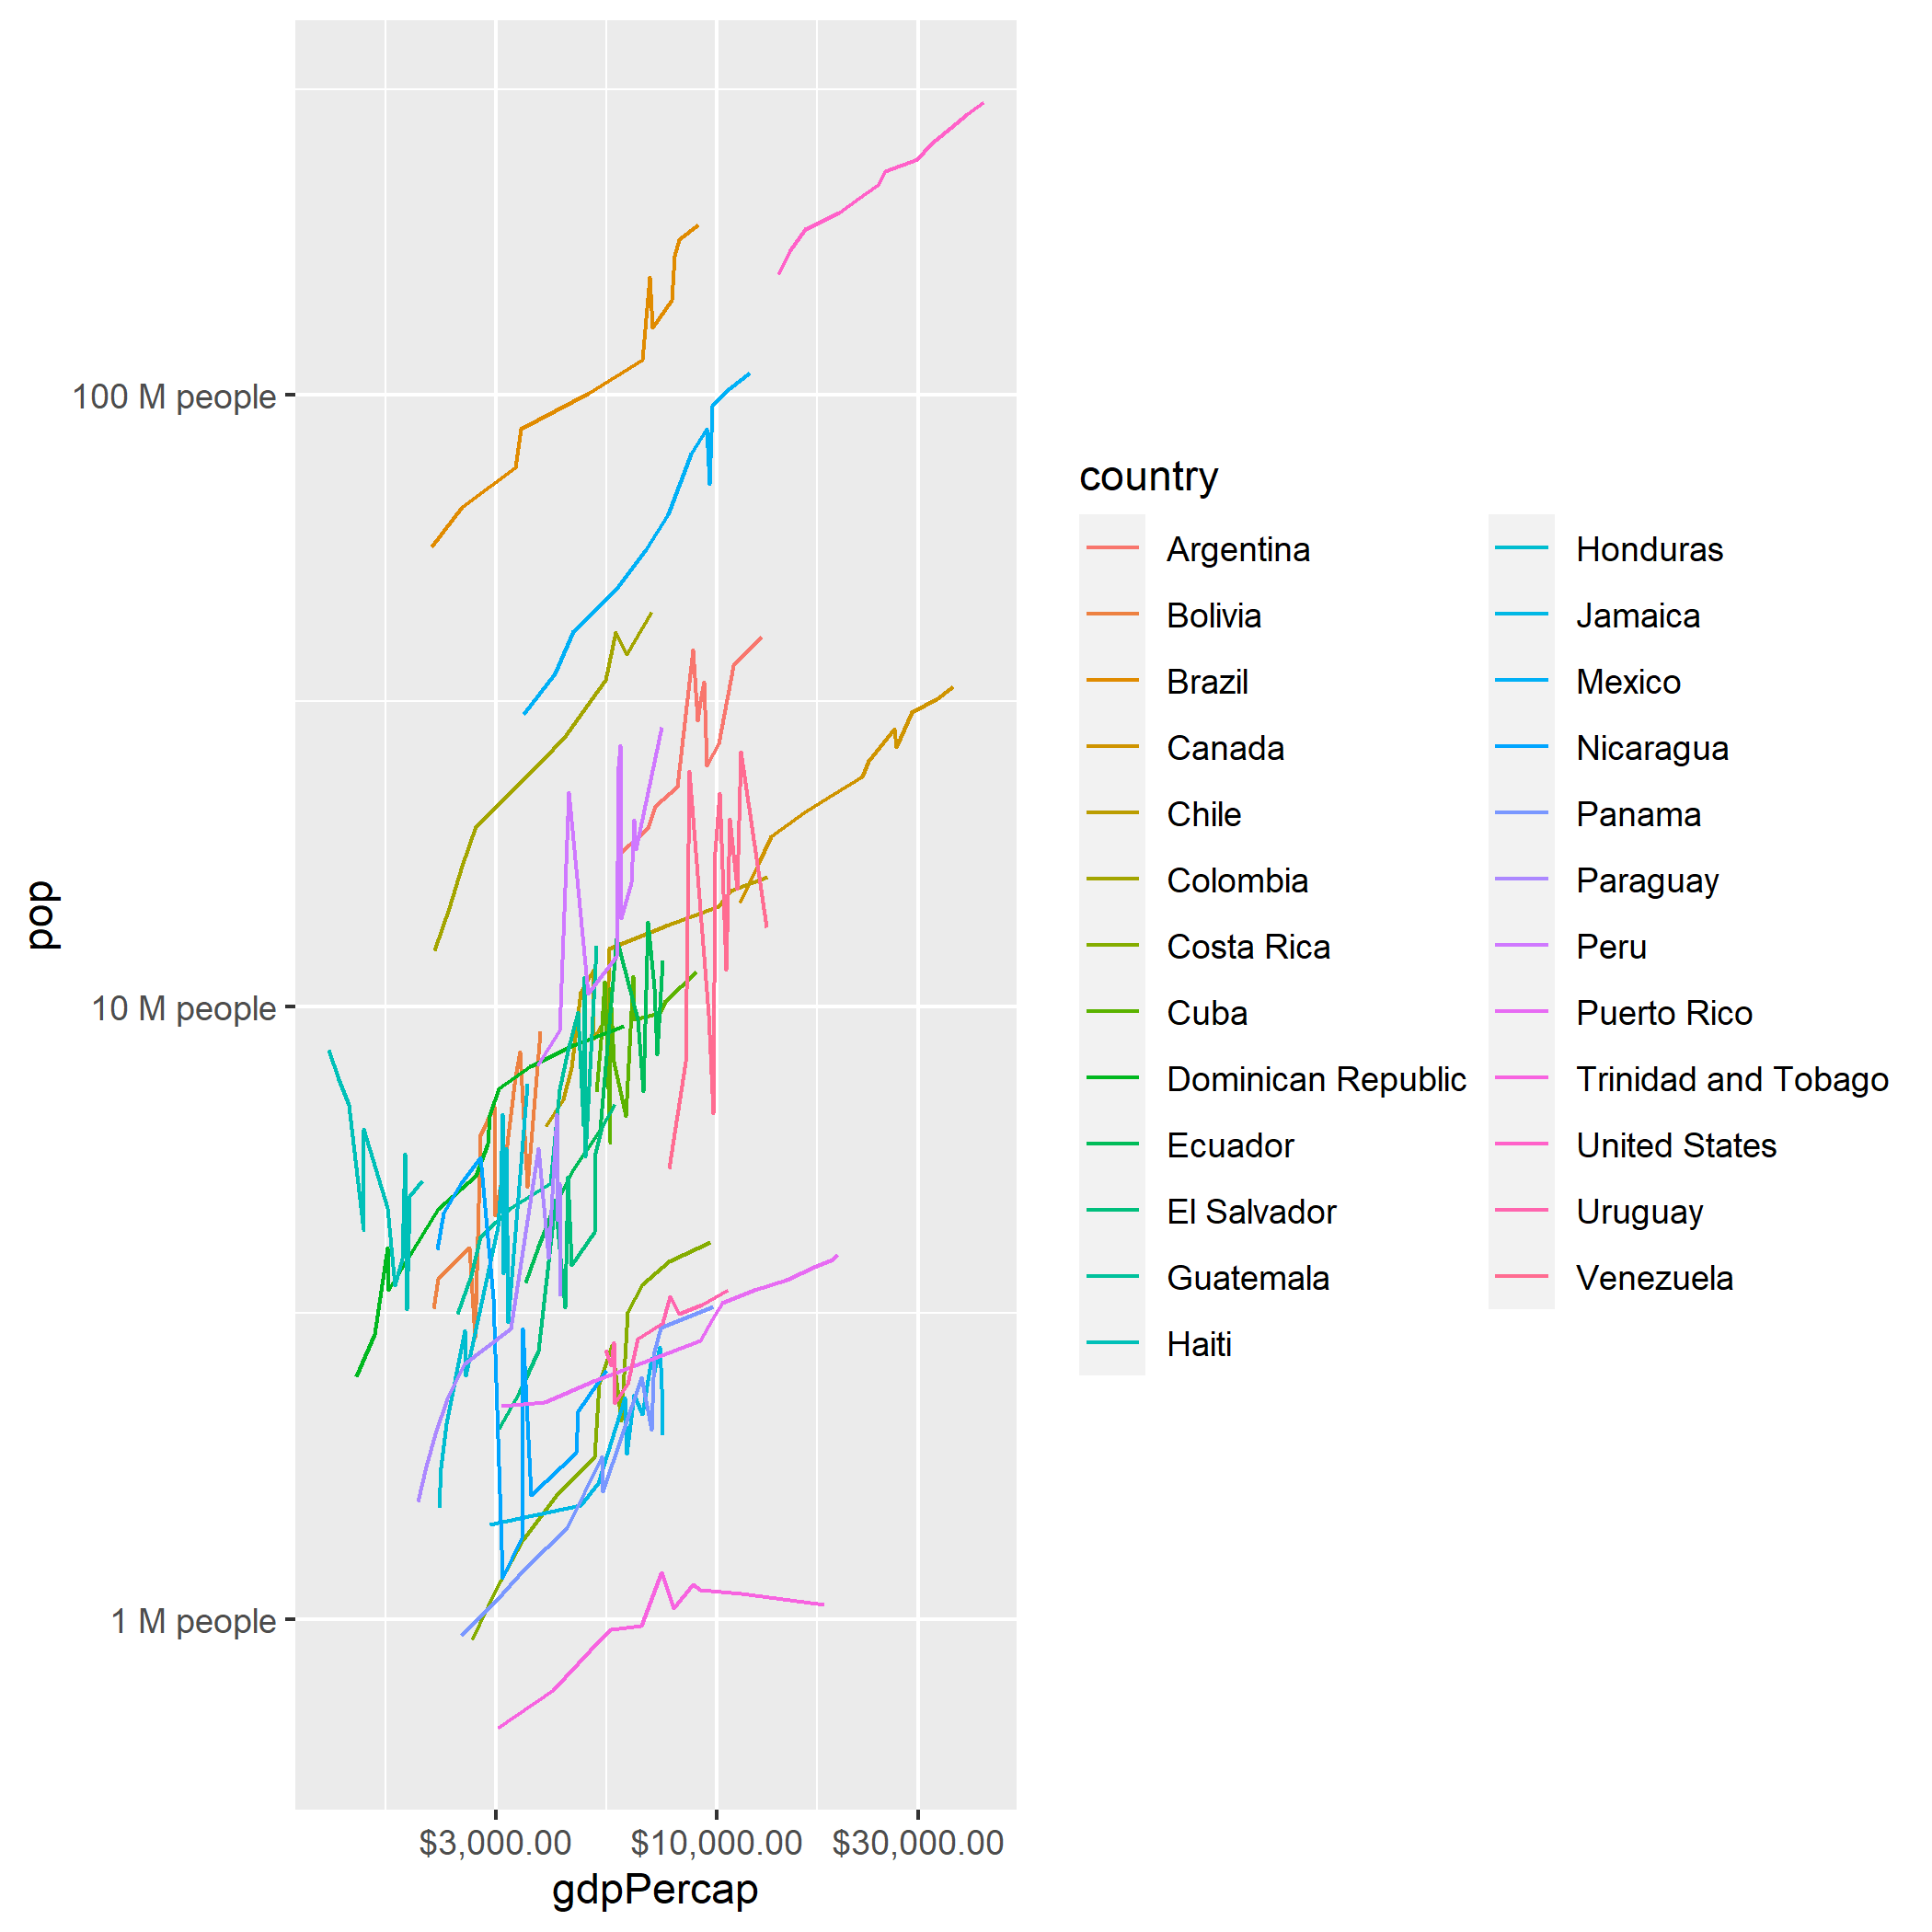 pop
100 M people
10 M people
1 M people
$3,000.00
$10,000.00
$30,000.00
gdpPercap
country
Argentina
Bolivia
Brazil
Canada
Chile
Colombia
Costa Rica
Cuba
Dominican Republic
Ecuador
El Salvador
Guatemala
Haiti
Honduras
Jamaica
Mexico
Nicaragua
Panama
Paraguay
Peru
Puerto Rico
Trinidad and Tobago
United States
Uruguay
Venezuela